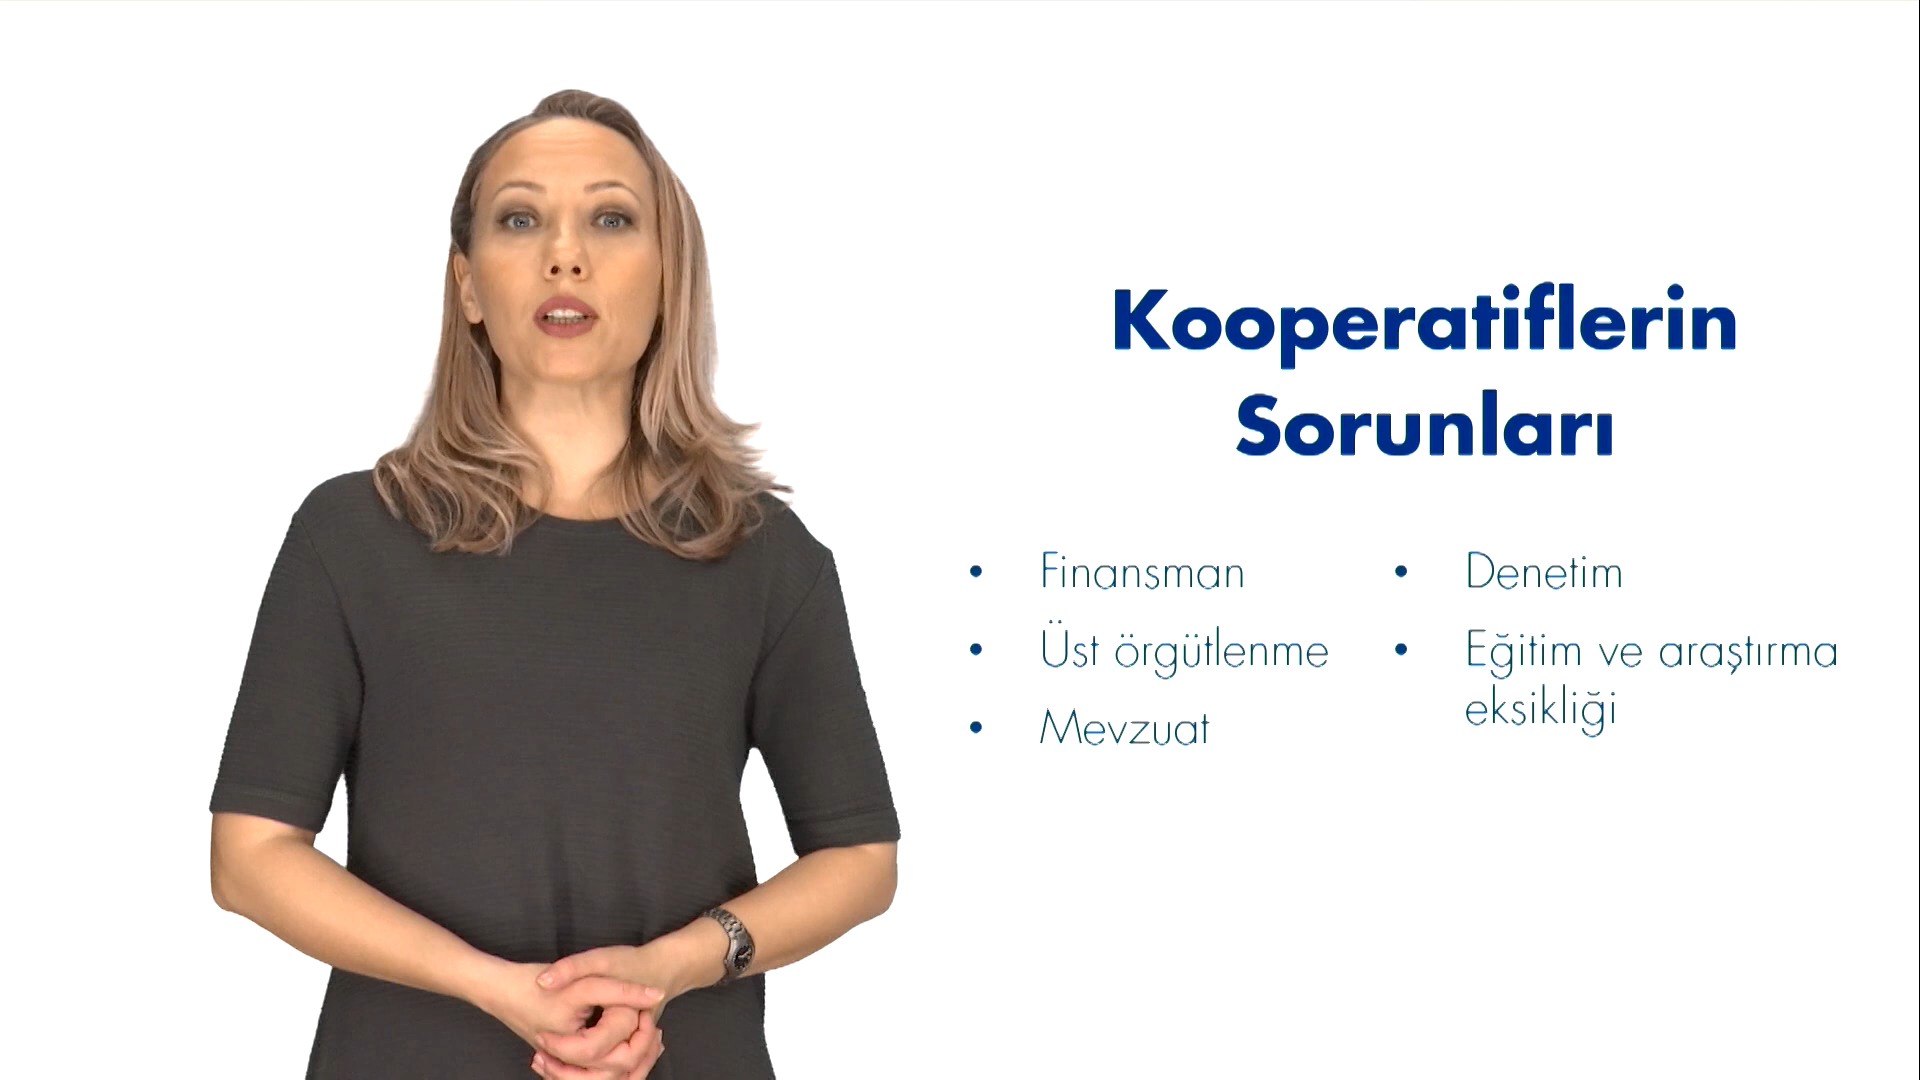 Kooperatiflerin
Sorunları
• Finansman
• Üst örgütlenme
• Mevzuat
• Denetim
• Eğitim ve araştırma
eksikliği